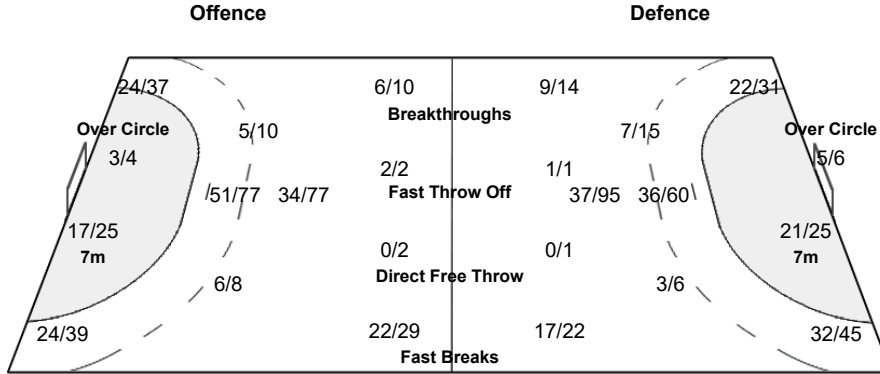 Offence Defence
24/37 6/10 9/14 22/31
Breakthroughs
Over Circle 5/10 7/15 Over Circle
3/4 2/2 1/1 5/6
51/77 34/77 Fast Throw Off 37/95 36/60
17/25 0/2 0/1 21/25
7m Direct Free Throw 7m
6/8 3/6
24/39 22/29 17/22 32/45
Fast Breaks